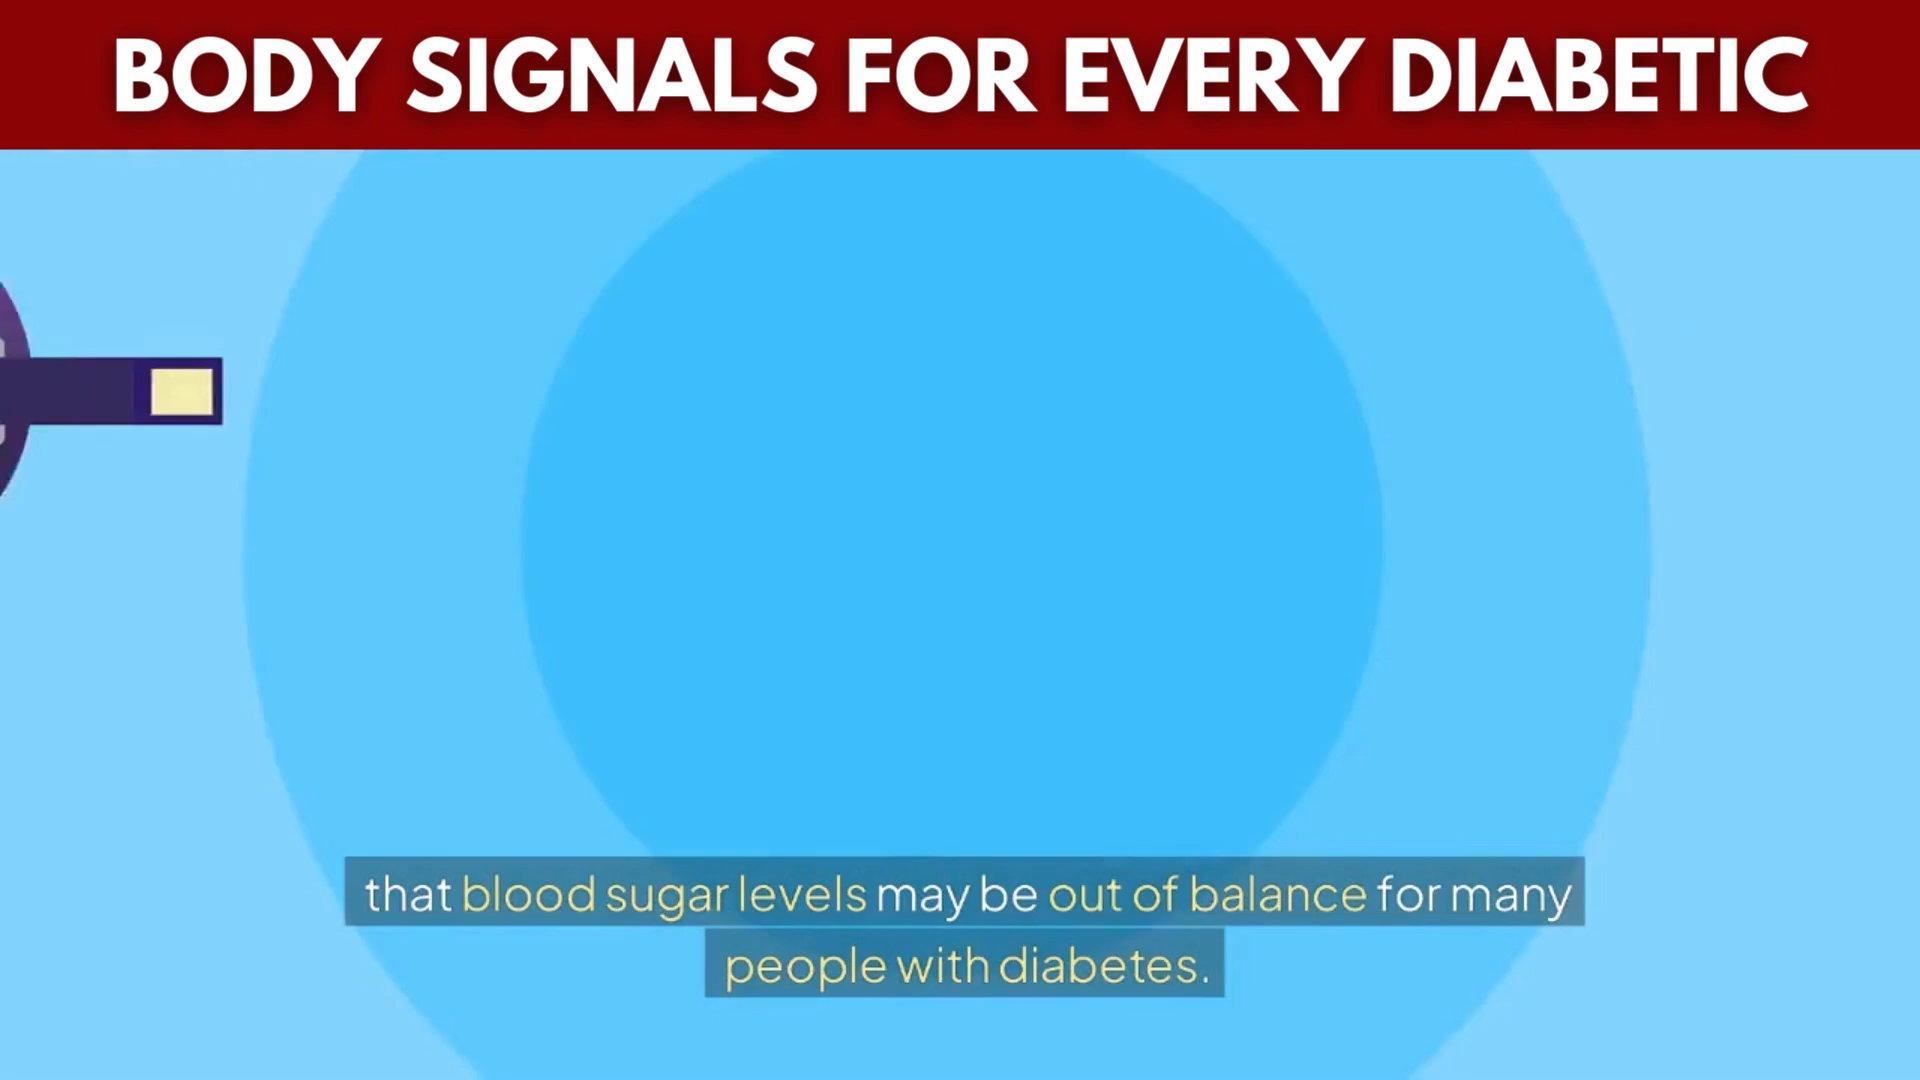 BODY SIGNALS FOR EVERY DIABETIC
that blood sugar levels may be out of balance for many
people with diabetes.